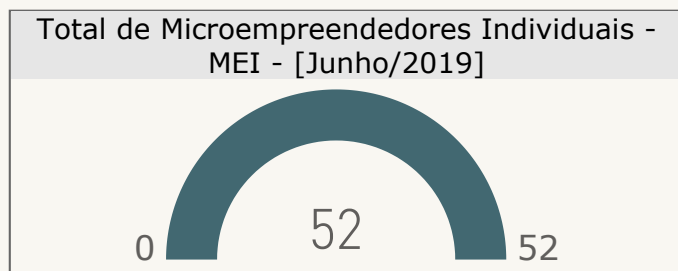 Total de Microempreendedores Individuais -
MEI - [Junho/2019]
52
0
52